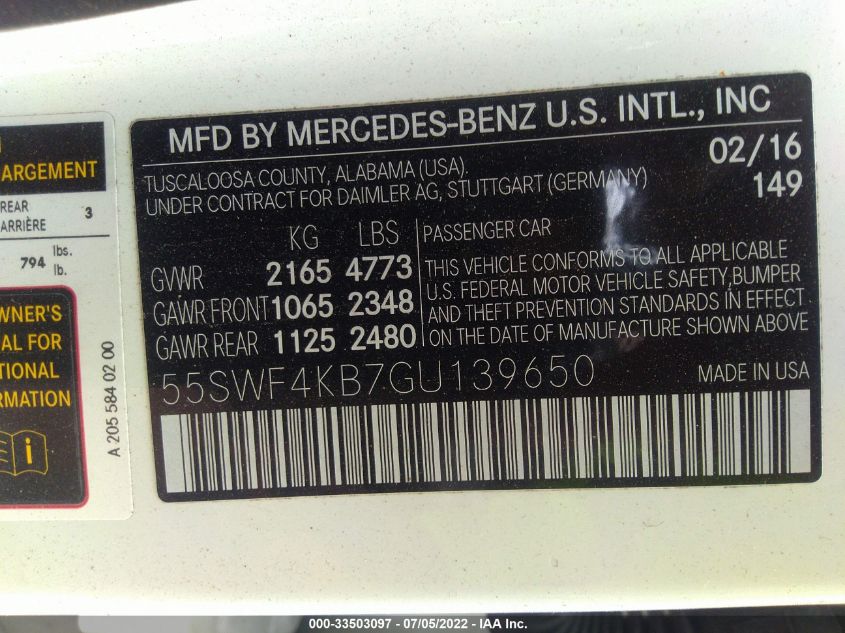 ARGEMENT
REAR
ARRIÈRE 3
794 lbs.
lb.
WNER'S
AL FOR
TIONAL
RMATION
A 205 584 02 00
MFD BY MERCEDES-BENZ U.S. INTL., INC
TUSCALOOSA COUNTY, ALABAMA (USA). 02/16
UNDER CONTRACT FOR DAIMLER AG, STUTTGART (GERMANY) 149
KG LBS
GVWR 2165 4773
GAWR FRONT 1065 2348
GAWR REAR 1125 2480
PASSENGER CAR
THIS VEHICLE CONFORMS TO ALL APPLICABLE
U.S. FEDERAL MOTOR VEHICLE SAFETY, BUMPER
AND THEFT PREVENTION STANDARDS IN EFFECT
ON THE DATE OF MANUFACTURE SHOWN ABOVE
55SWF4KB7GU139650 MADE IN USA
000-33503097 - 07/05/2022 - IAA Inc.